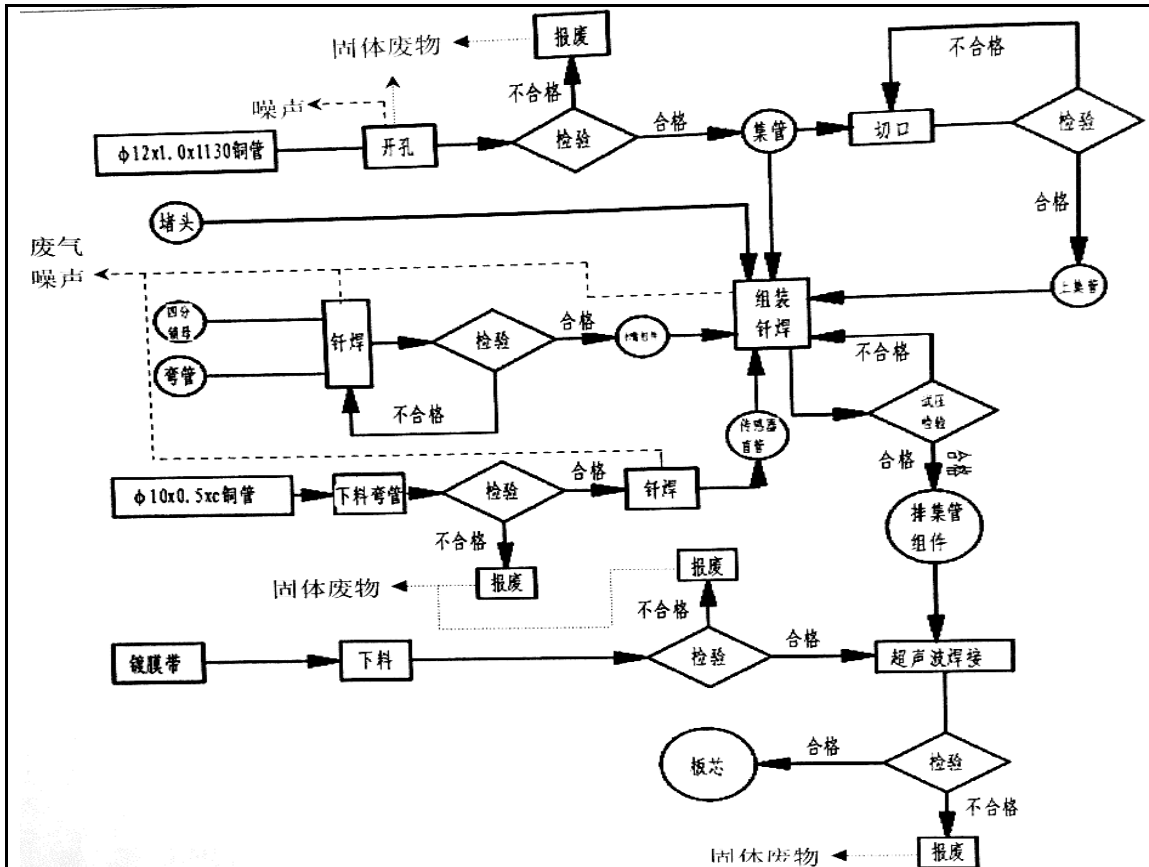 固体废物
报废
不合格
噪声
不合格
φ12x1.0x1130铜管
开孔
检验
合格
集管
切口
检验
合格
堵头
废气
噪声
组装
钎焊
上集管
四分
弯管
钎焊
检验
合格
不合格
不合格
试压
检验
传感器
直管
合格
合格
φ10x0.5xc铜管
下料弯管
检验
合格
钎焊
不合格
排集管
组件
固体废物
报废
报废
不合格
镀膜带
下料
检验
合格
超声波焊接
板芯
合格
检验
不合格
固体废物
报废